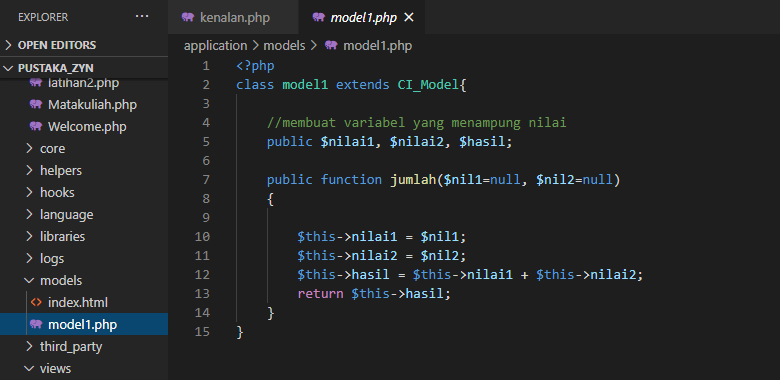 EXPLORER
OPEN EDITORS
PUSTAKA_ZYN
latihan2.php
Matakuliah.php
Welcome.php
core
helpers
hooks
language
libraries
logs
models
index.html
model1.php
third_party
views
kenalan.php
model1.php
application > models > model1.php
1 <?php
2 class model1 extends CI_Model{
3
4 //membuat variabel yang menampung nilai
5 public $nilai1, $nilai2, $hasil;
6
7 public function jumlah($nil1=null, $nil2=null)
8 {
9
10 $this->nilai1 = $nil1;
11 $this->nilai2 = $nil2;
12 $this->hasil = $this->nilai1 + $this->nilai2;
13 return $this->hasil;
14 }
15 }